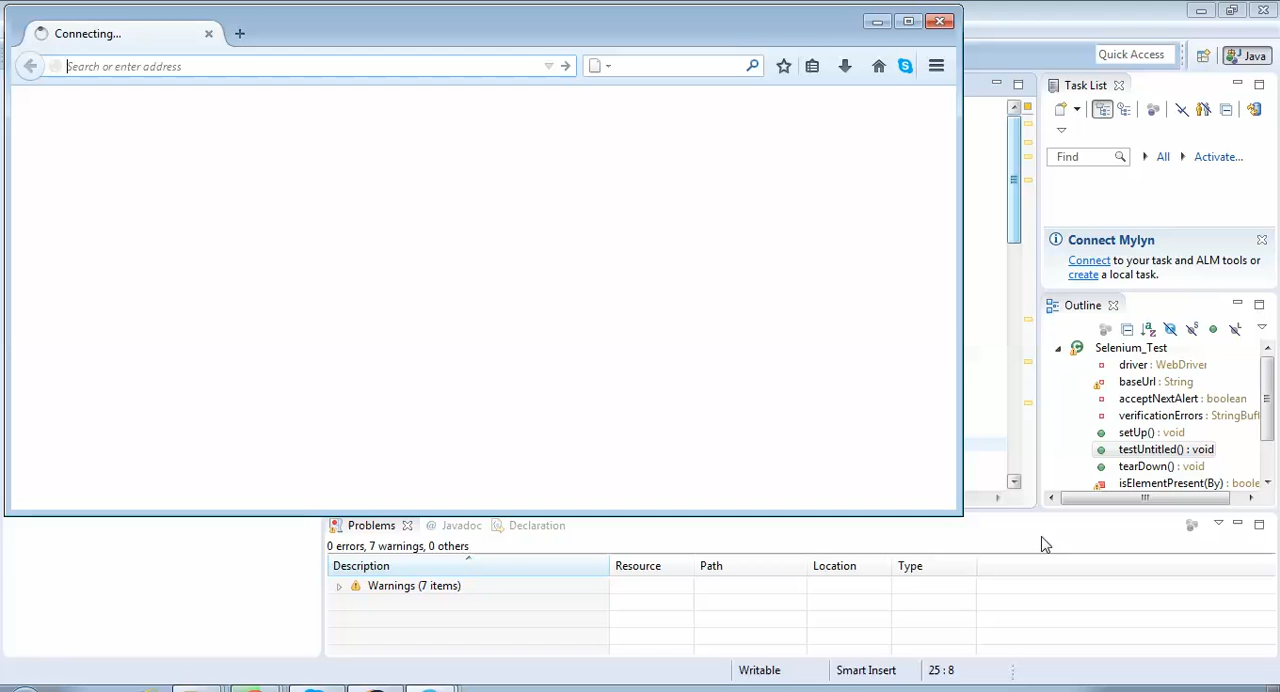 Connecting...
Search or enter address
Quick Access
Java
Task List
Find
All
Activate...
Connect Mylyn
Connect to your task and ALM tools or
create a local task.
Outline
Selenium_Test
driver : WebDriver
baseUrl : String
acceptNextAlert : boolean
verificationErrors : StringBuff
setUp() : void
testUntitled() : void
tearDown() : void
isElementPresent(By) : boole
Problems
@ Javadoc
Declaration
0 errors, 7 warnings, 0 others
Description
Resource
Path
Location
Type
Warnings (7 items)
Writable
Smart Insert
25 : 8